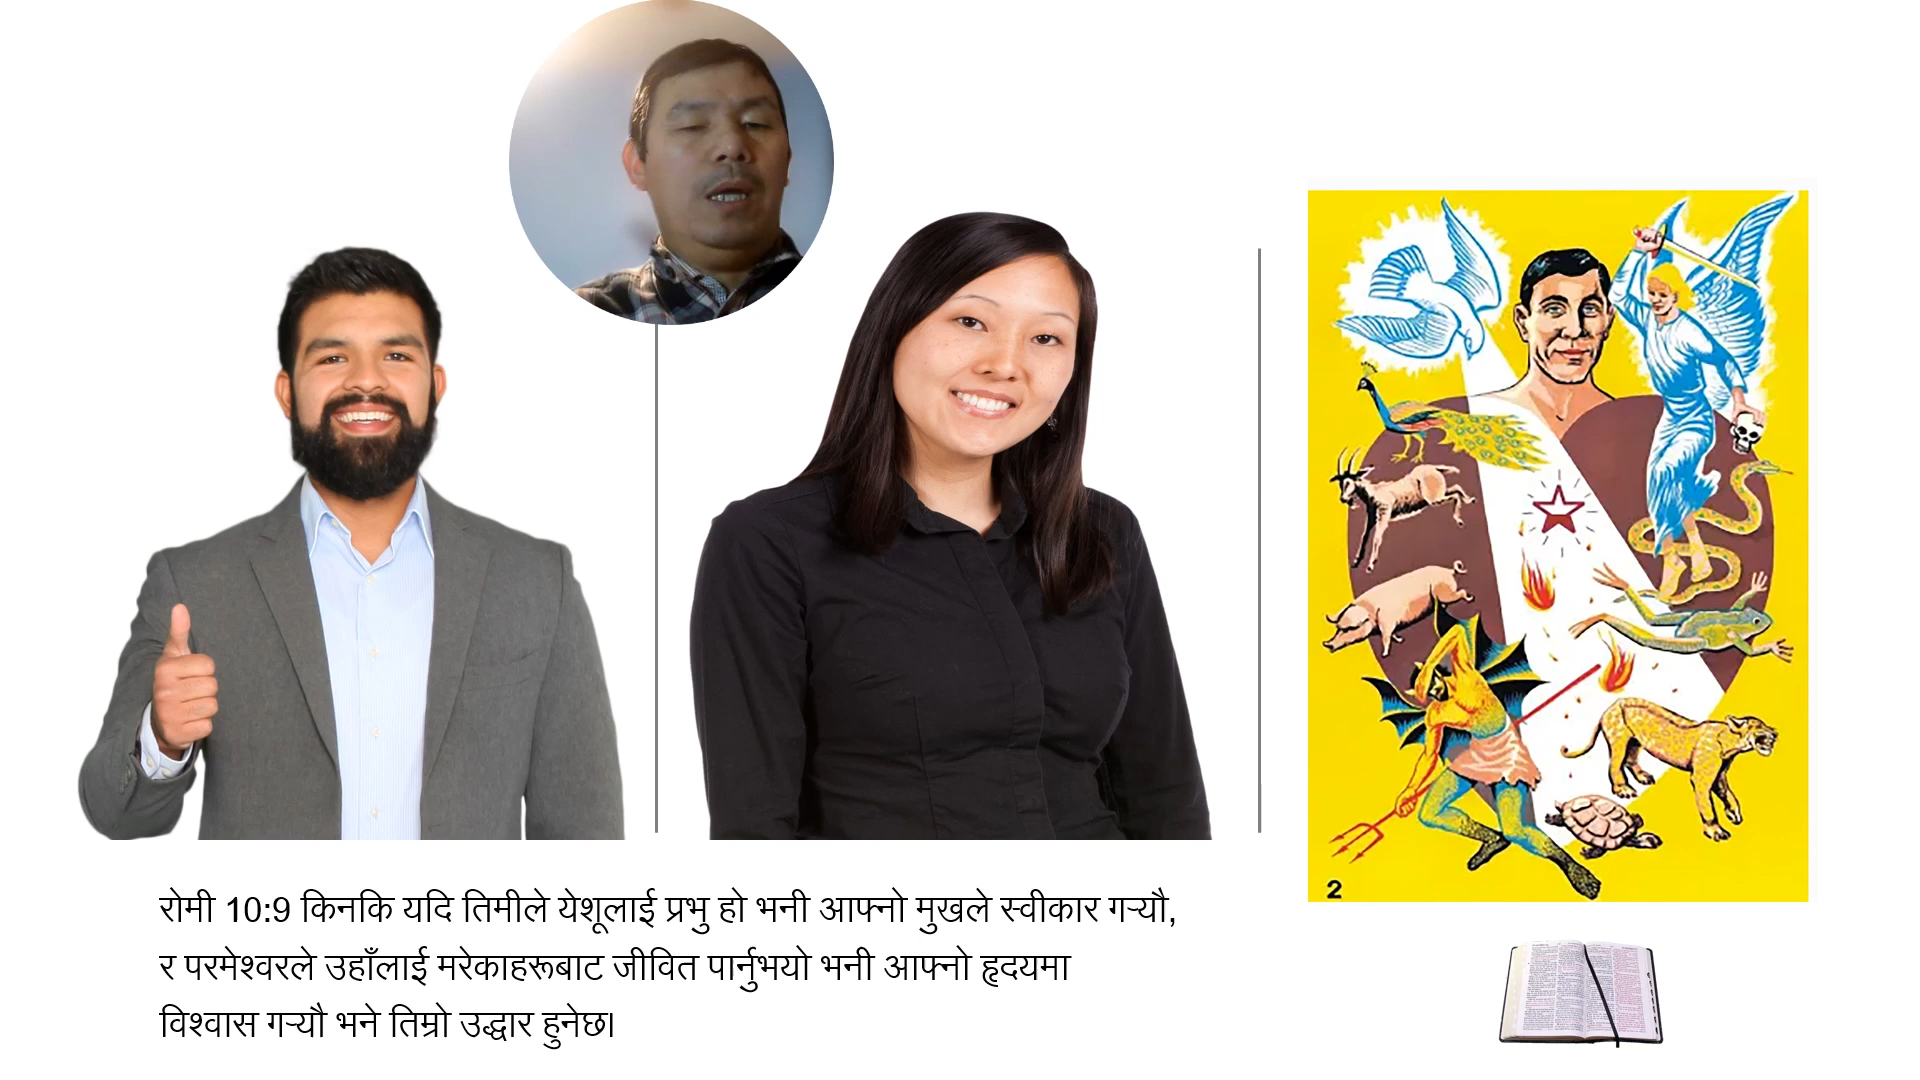 रोमी 10:9 किनकि यदि तिमीले येशूलाई प्रभु हो भनी आफ्नो मुखले स्वीकार गर्‍यौ,
र परमेश्वरले उहाँलाई मरेकाहरूबाट जीवित पार्नुभयो भनी आफ्नो हृदयमा
विश्वास गर्‍यौ भने तिम्रो उद्धार हुनेछ।
2